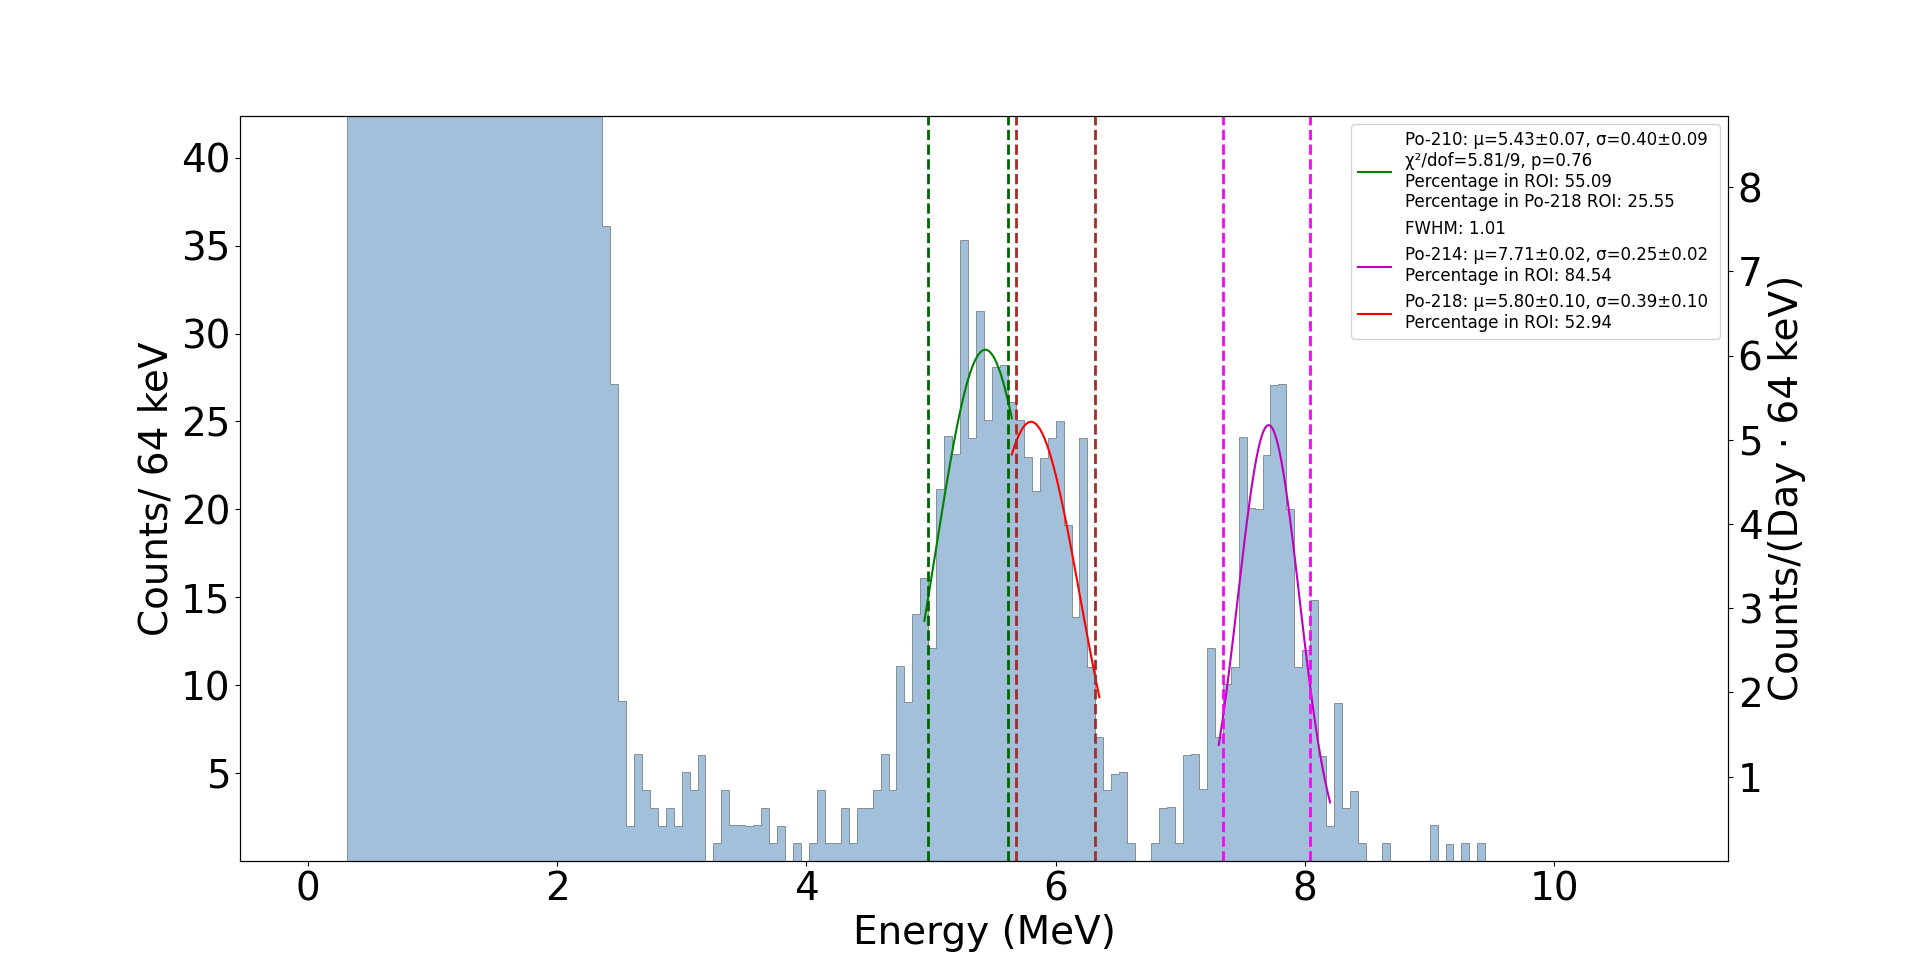 Po-210: μ=5.43±0.07, σ=0.40±0.09
χ²/dof=5.81/9, p=0.76
Percentage in ROI: 55.09
Percentage in Po-218 ROI: 25.55
FWHM: 1.01
Po-214: μ=7.71±0.02, σ=0.25±0.02
Percentage in ROI: 84.54
Po-218: μ=5.80±0.10, σ=0.39±0.10
Percentage in ROI: 52.94
Counts/ 64 keV
40
35
30
25
20
15
10
5
8
7
6
5
4
3
2
1
Counts/(Day · 64 keV)
0 2 4 6 8 10
Energy (MeV)